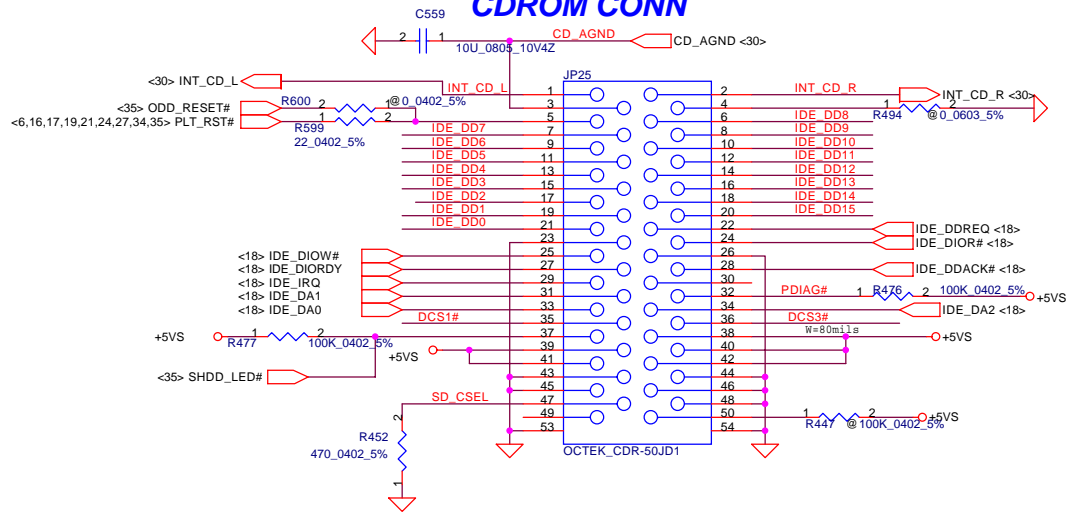 CDROM CONN
C559
2 1 CD_AGND CD_AGND <30>
10U_0805_10V4Z
JP25
<30> INT_CD_L INT_CD_L 1 2 INT_CD_R INT_CD_R <30>
<35> ODD_RESET# R600 2 1 @0_0402_5% 3 4 R494 @0_0603_5%
<6,16,17,19,21,24,27,34,35> PLT_RST# R599 1 2 22_0402_5% 5 6 IDE_DD8
IDE_DD7 7 8 IDE_DD9
IDE_DD6 9 10 IDE_DD10
IDE_DD5 11 12 IDE_DD11
IDE_DD4 13 14 IDE_DD12
IDE_DD3 15 16 IDE_DD13
IDE_DD2 17 18 IDE_DD14
IDE_DD1 19 20 IDE_DD15
IDE_DD0 21 22 IDE_DDREQ <18>
23 24 IDE_DIOR# <18>
<18> IDE_DIOW# 25 26
<18> IDE_DIORDY 27 28 IDE_DDACK# <18>
<18> IDE_IRQ 29 30
<18> IDE_DA1 31 32 PDIAG# 1 R476 2 100K_0402_5% +5VS
<18> IDE_DA0 33 34 IDE_DA2 <18>
DCS1# 35 36 DCS3#
W=80mils
+5VS 1 R477 2 100K_0402_5% 37 38 +5VS
+5VS 39 40
41 42
<35> SHDD_LED# 43 44
45 46
SD_CSEL 47 48
49 50 1 R447 2 @100K_0402_5% +5VS
53 54
2 R452 470_0402_5% 1
OCTEK_CDR-50JD1